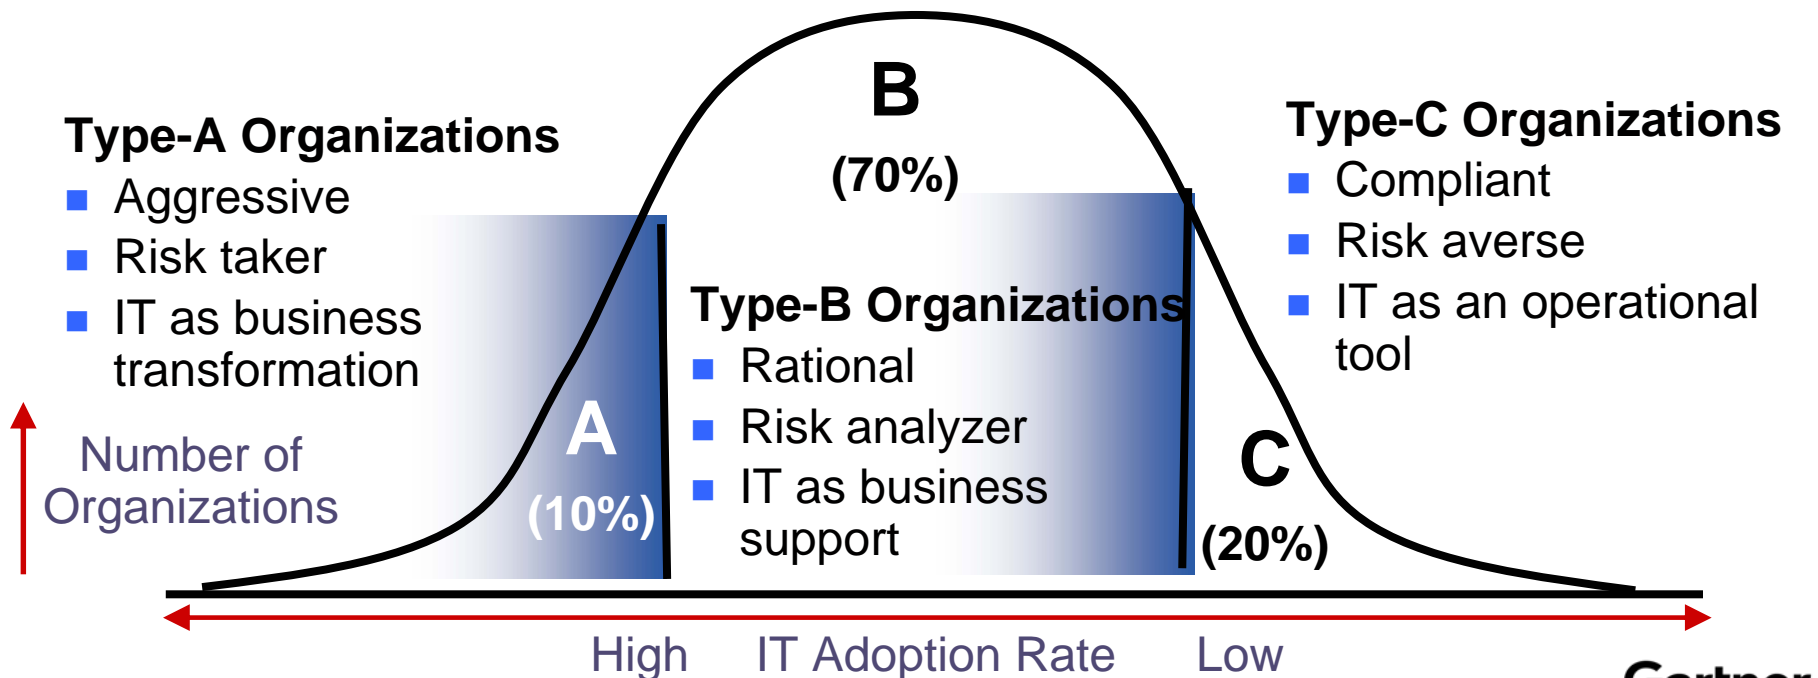 B
(70%)
Type-A Organizations
Aggressive
Risk taker
IT as business
transformation
Type-C Organizations
Compliant
Risk averse
IT as an operational
tool
Type-B Organizations
Rational
Risk analyzer
IT as business
support
A
(10%)
C
(20%)
Number of
Organizations
High IT Adoption Rate Low
Gartner